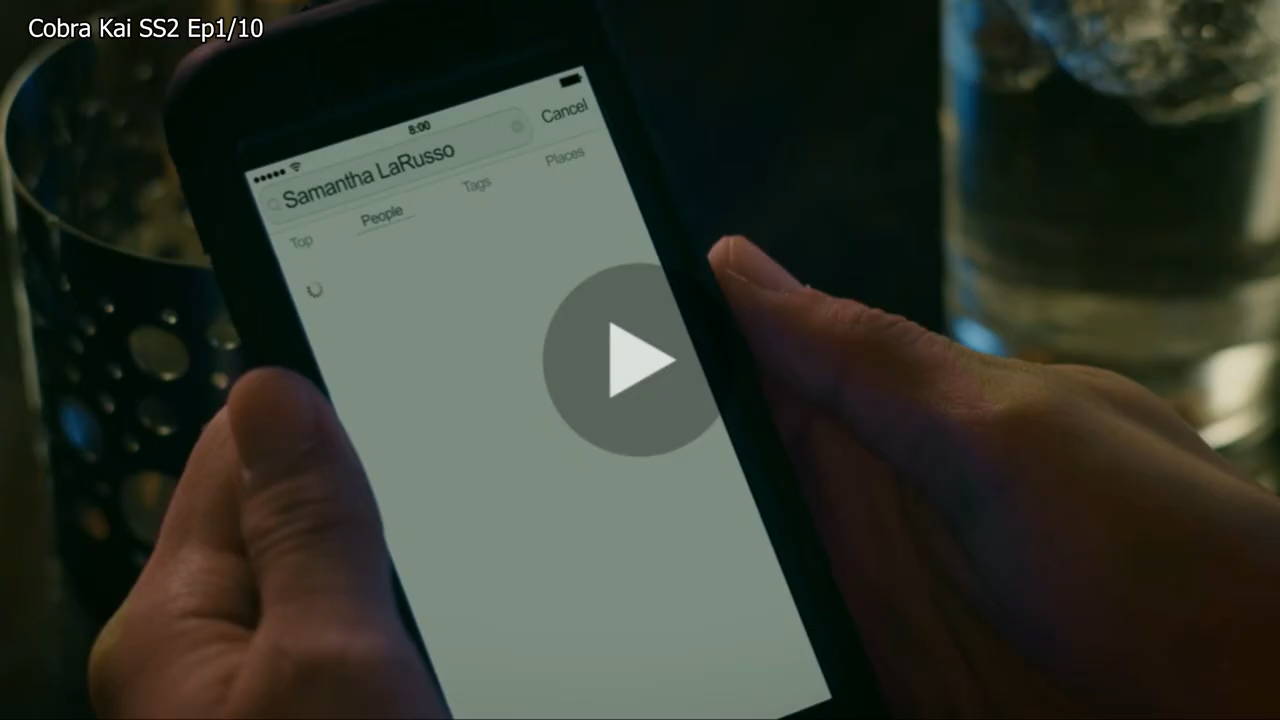 Cobra Kai SS2 Ep1/10
8:00
Samantha LaRusso
Cancel
Top People Tags Places